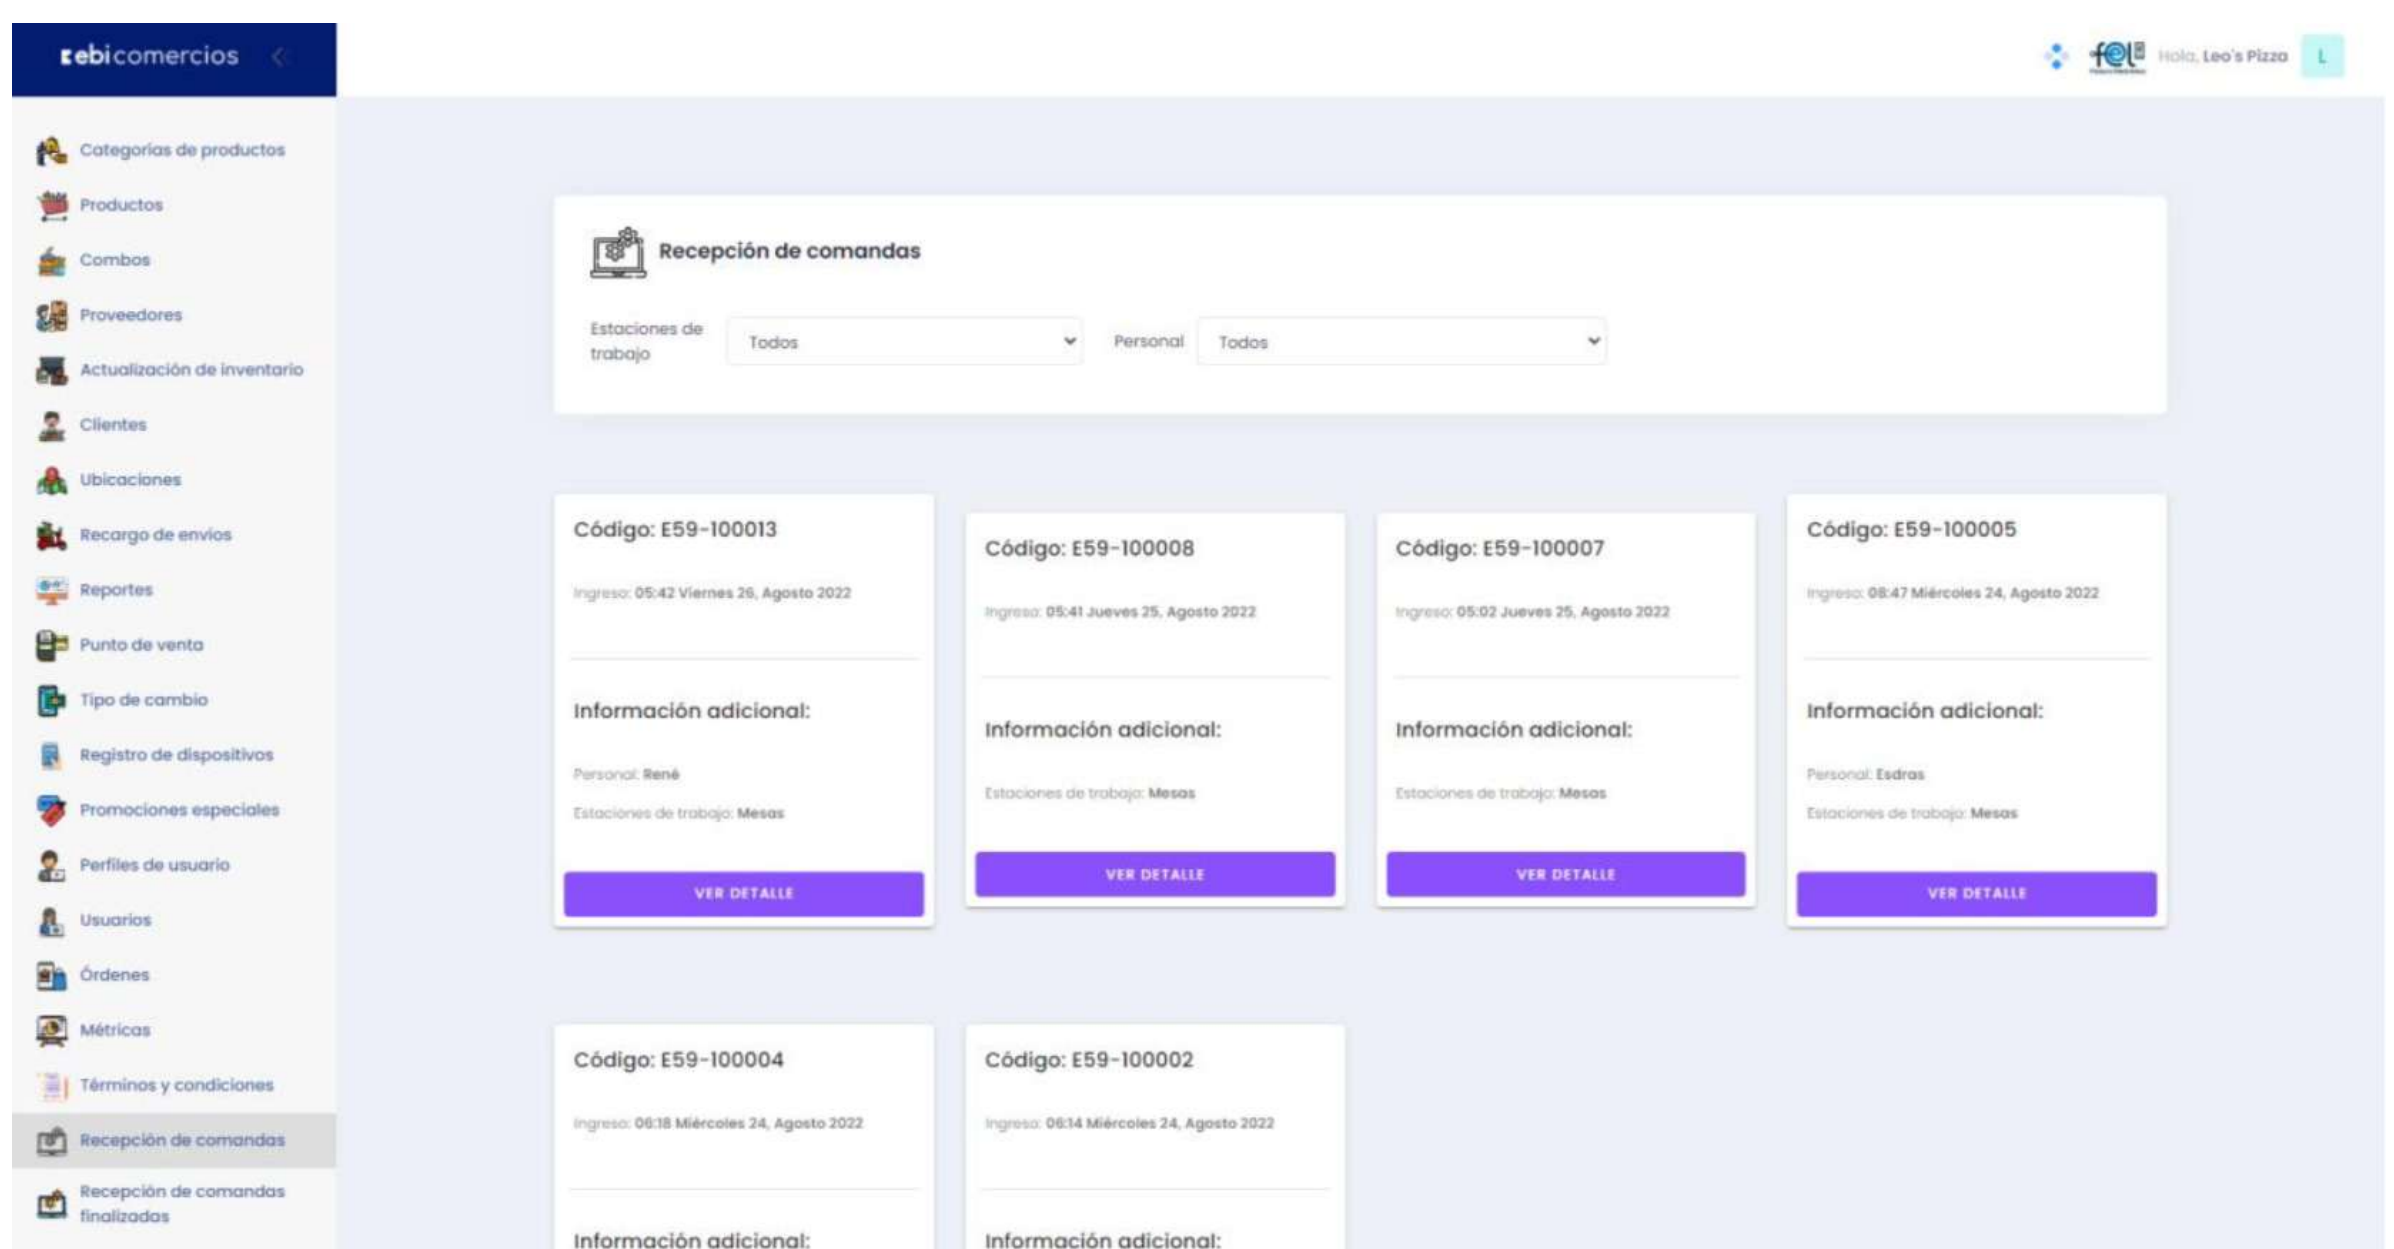 ebicomercios
fel
Hola, Leo's Pizza
L
Categorías de productos
Productos
Combos
Proveedores
Actualización de inventario
Clientes
Ubicaciones
Recargo de envíos
Reportes
Punto de venta
Tipo de cambio
Registro de dispositivos
Promociones especiales
Perfiles de usuario
Usuarios
Órdenes
Métricas
Términos y condiciones
Recepción de comandas
Recepción de comandas
finalizadas
Recepción de comandas
Estaciones de
trabajo
Todos
Personal
Todos
Código: E59-100013
Ingreso: 05:42 Viernes 26, Agosto 2022
Información adicional:
Personal: René
Estaciones de trabajo: Mesas
VER DETALLE
Código: E59-100008
Ingreso: 05:41 Jueves 25, Agosto 2022
Información adicional:
Estaciones de trabajo: Mesas
VER DETALLE
Código: E59-100007
Ingreso: 05:02 Jueves 25, Agosto 2022
Información adicional:
Estaciones de trabajo: Mesas
VER DETALLE
Código: E59-100005
Ingreso: 08:47 Miércoles 24, Agosto 2022
Información adicional:
Personal: Esdras
Estaciones de trabajo: Mesas
VER DETALLE
Código: E59-100004
Ingreso: 06:18 Miércoles 24, Agosto 2022
Información adicional:
Código: E59-100002
Ingreso: 06:14 Miércoles 24, Agosto 2022
Información adicional: